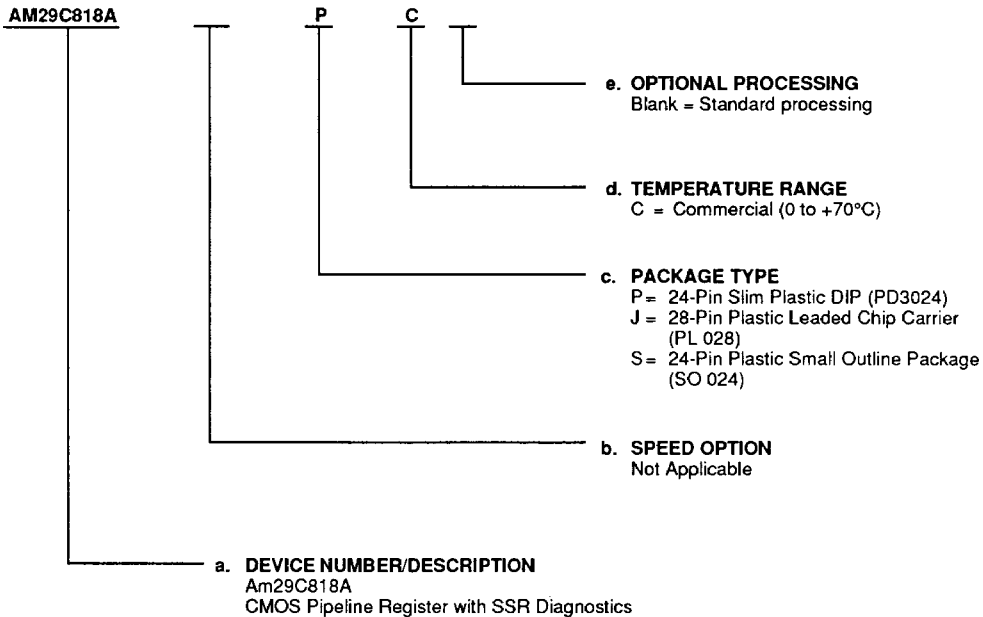 AM29C818A P C
e. OPTIONAL PROCESSING
Blank = Standard processing
d. TEMPERATURE RANGE
C = Commercial (0 to +70°C)
c. PACKAGE TYPE
P = 24-Pin Slim Plastic DIP (PD3024)
J = 28-Pin Plastic Leaded Chip Carrier
(PL 028)
S = 24-Pin Plastic Small Outline Package
(SO 024)
b. SPEED OPTION
Not Applicable
a. DEVICE NUMBER/DESCRIPTION
Am29C818A
CMOS Pipeline Register with SSR Diagnostics